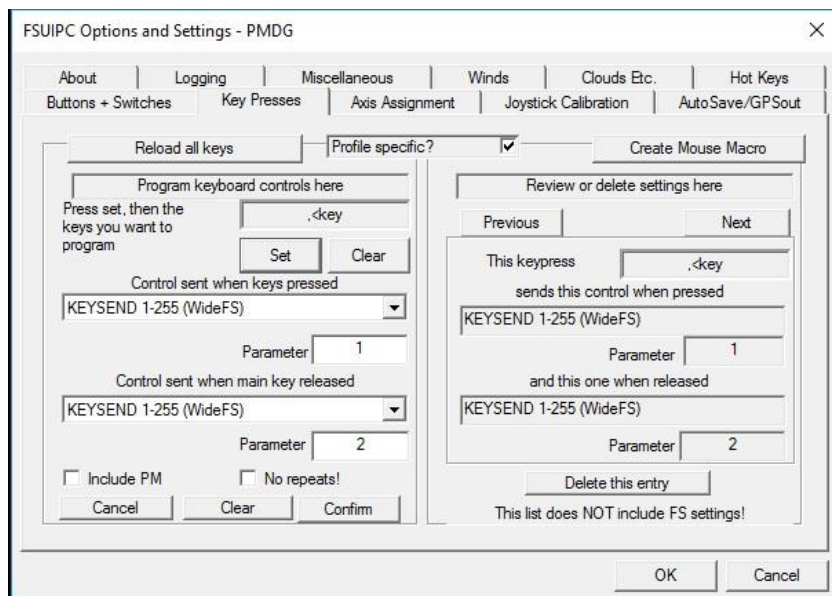 FSUIPC Options and Settings - PMDG
About Logging Miscellaneous Winds Clouds Etc. Hot Keys
Buttons + Switches Key Presses Axis Assignment Joystick Calibration AutoSave/GPSout
Reload all keys Profile specific? Create Mouse Macro
Program keyboard controls here
Press set, then the
keys you want to
program
,<key
Set Clear
Control sent when keys pressed
KEYSEND 1-255 (WideFS)
Parameter 1
Control sent when main key released
KEYSEND 1-255 (WideFS)
Parameter 2
Include PM No repeats!
Cancel Clear Confirm
Review or delete settings here
Previous Next
This keypress ,<key
sends this control when pressed
KEYSEND 1-255 (WideFS)
Parameter 1
and this one when released
KEYSEND 1-255 (WideFS)
Parameter 2
Delete this entry
This list does NOT include FS settings!
OK Cancel